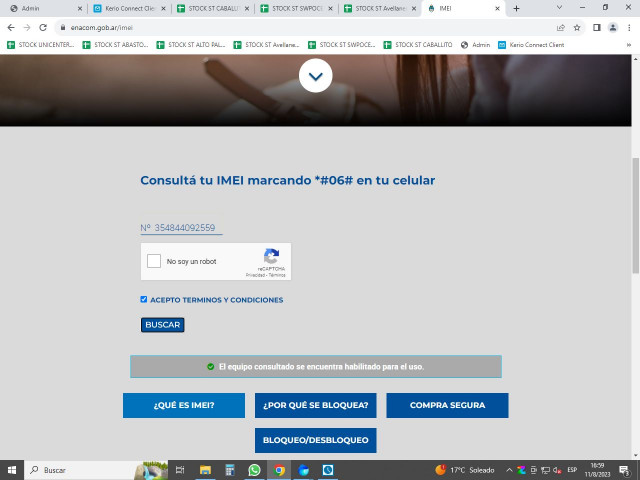 Admin
Kerio Connect Client
STOCK ST CABALLIT
STOCK ST SWPOCE
STOCK ST Avellane
IMEI
enacom.gob.ar/imei
STOCK UNICENTER...
STOCK ST ABASTO...
STOCK ST ALTO PAL...
STOCK ST Avellane...
STOCK ST SWPOCE...
STOCK ST CABALLITO
Admin
Kerio Connect Client
Consultá tu IMEI marcando *#06# en tu celular
Nº 354844092559
No soy un robot
reCAPTCHA
Privacidad - Términos
ACEPTO TERMINOS Y CONDICIONES
BUSCAR
El equipo consultado se encuentra habilitado para el uso.
¿QUÉ ES IMEI?
¿POR QUÉ SE BLOQUEA?
COMPRA SEGURA
BLOQUEO/DESBLOQUEO
Buscar
17°C Soleado
ESP
16:59
11/8/2023